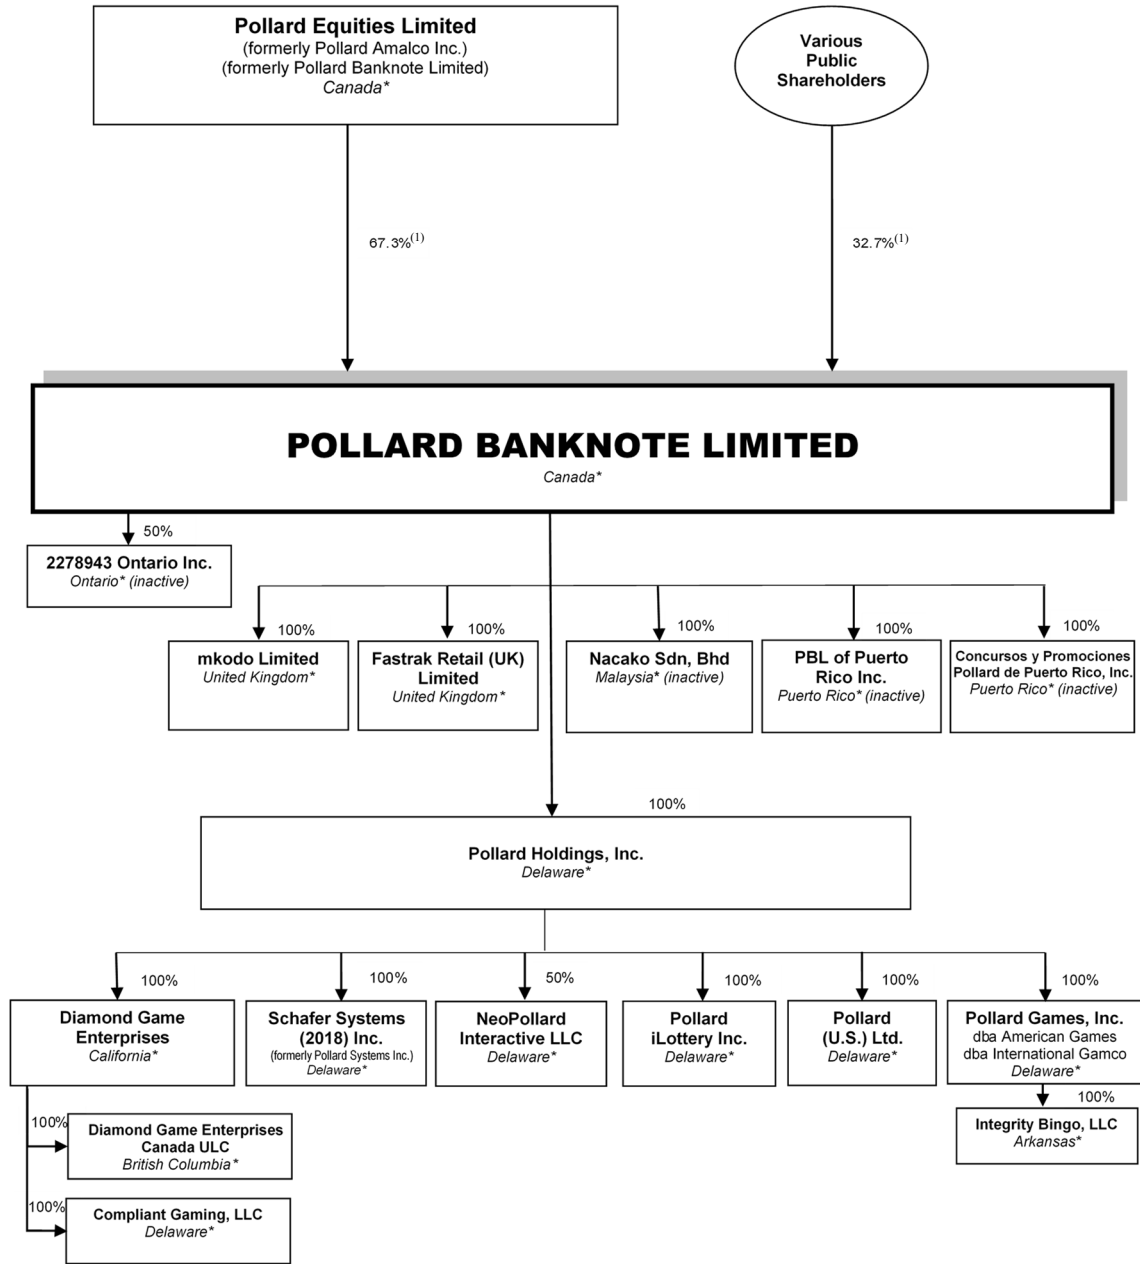 Pollard Equities Limited
(formerly Pollard Amalco Inc.)
(formerly Pollard Banknote Limited)
Canada*
Various
Public
Shareholders
67.3%(1)
32.7%(1)
POLLARD BANKNOTE LIMITED
Canada*
50%
2278943 Ontario Inc.
Ontario* (inactive)
100%
mkodo Limited
United Kingdom*
100%
Fastrak Retail (UK)
Limited
United Kingdom*
100%
Nacako Sdn, Bhd
Malaysia* (inactive)
100%
PBL of Puerto
Rico Inc.
Puerto Rico* (inactive)
100%
Concursos y Promociones
Pollard de Puerto Rico, Inc.
Puerto Rico* (inactive)
100%
Pollard Holdings, Inc.
Delaware*
100%
Diamond Game
Enterprises
California*
100%
Schafer Systems
(2018) Inc.
(formerly Pollard Systems Inc.)
Delaware*
50%
NeoPollard
Interactive LLC
Delaware*
100%
Pollard
iLottery Inc.
Delaware*
100%
Pollard
(U.S.) Ltd.
Delaware*
100%
Pollard Games, Inc.
dba American Games
dba International Gamco
Delaware*
100%
Integrity Bingo, LLC
Arkansas*
100%
Diamond Game Enterprises
Canada ULC
British Columbia*
100%
Compliant Gaming, LLC
Delaware*